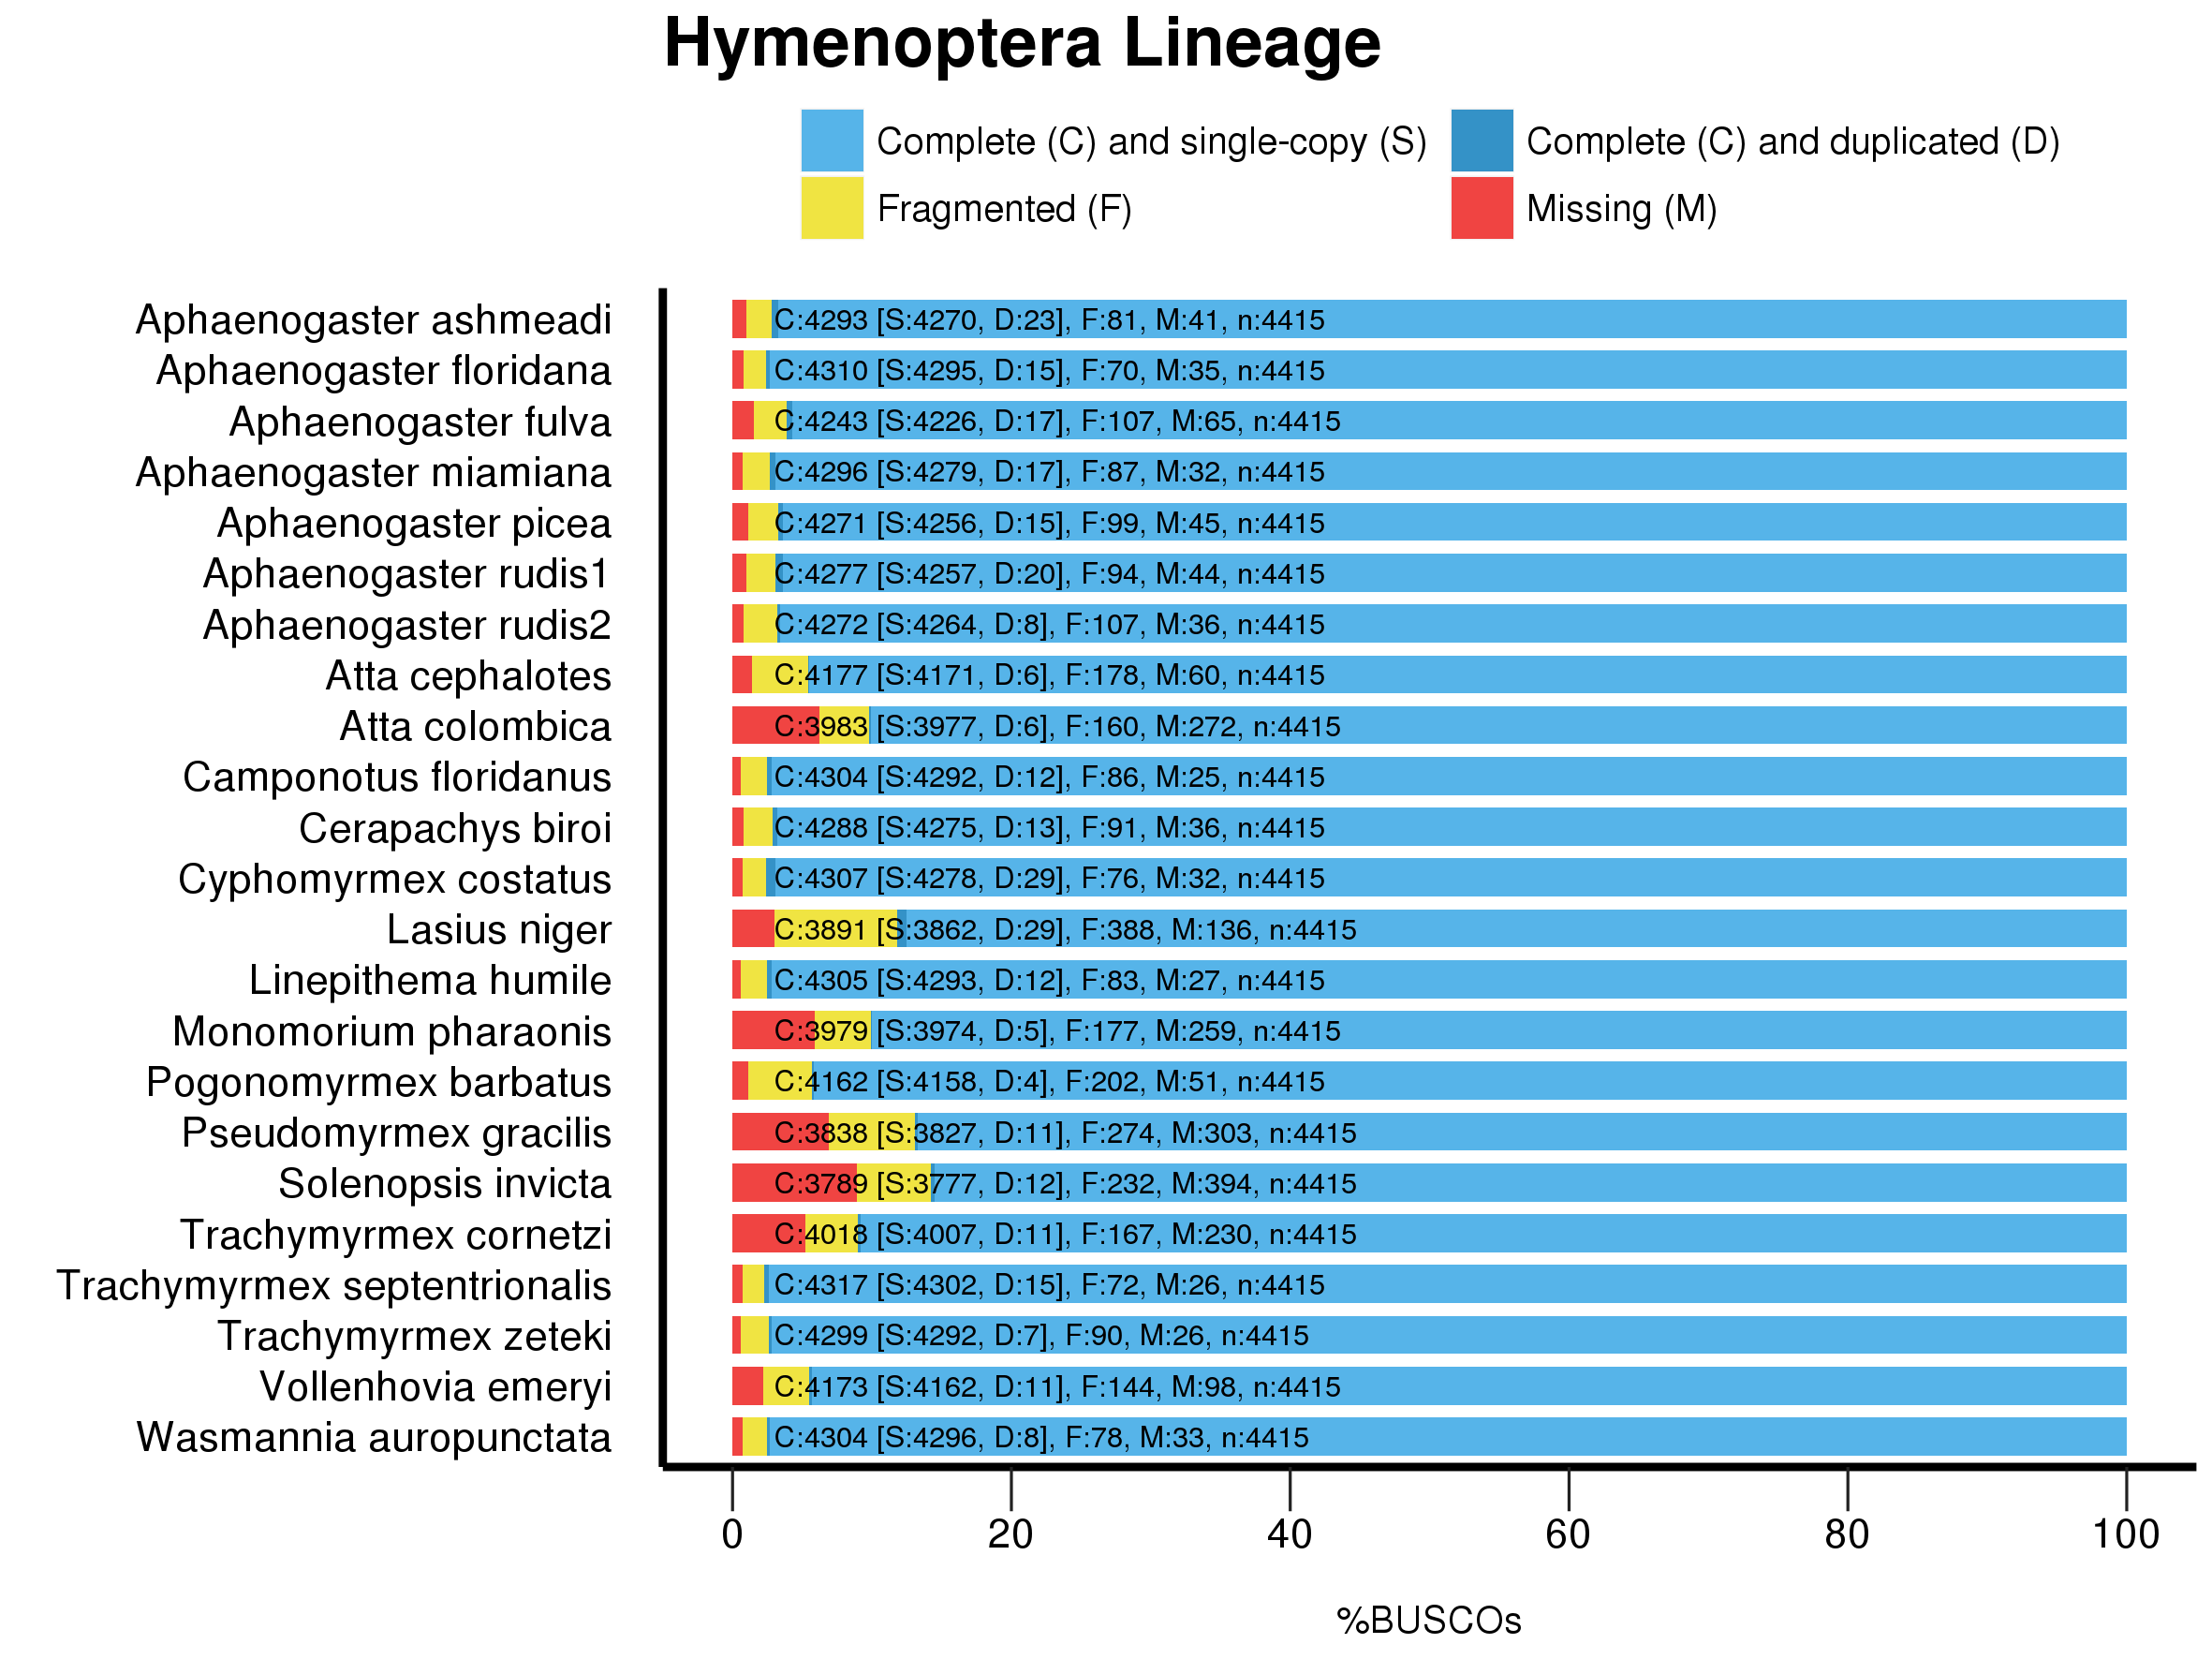 Hymenoptera Lineage
Complete (C) and single-copy (S) Complete (C) and duplicated (D)
Fragmented (F) Missing (M)
Aphaenogaster ashmeadi C:4293 [S:4270, D:23], F:81, M:41, n:4415
Aphaenogaster floridana C:4310 [S:4295, D:15], F:70, M:35, n:4415
Aphaenogaster fulva C:4243 [S:4226, D:17], F:107, M:65, n:4415
Aphaenogaster miamiana C:4296 [S:4279, D:17], F:87, M:32, n:4415
Aphaenogaster picea C:4271 [S:4256, D:15], F:99, M:45, n:4415
Aphaenogaster rudis1 C:4277 [S:4257, D:20], F:94, M:44, n:4415
Aphaenogaster rudis2 C:4272 [S:4264, D:8], F:107, M:36, n:4415
Atta cephalotes C:4177 [S:4171, D:6], F:178, M:60, n:4415
Atta colombica C:3983 [S:3977, D:6], F:160, M:272, n:4415
Camponotus floridanus C:4304 [S:4292, D:12], F:86, M:25, n:4415
Cerapachys biroi C:4288 [S:4275, D:13], F:91, M:36, n:4415
Cyphomyrmex costatus C:4307 [S:4278, D:29], F:76, M:32, n:4415
Lasius niger C:3891 [S:3862, D:29], F:388, M:136, n:4415
Linepithema humile C:4305 [S:4293, D:12], F:83, M:27, n:4415
Monomorium pharaonis C:3979 [S:3974, D:5], F:177, M:259, n:4415
Pogonomyrmex barbatus C:4162 [S:4158, D:4], F:202, M:51, n:4415
Pseudomyrmex gracilis C:3838 [S:3827, D:11], F:274, M:303, n:4415
Solenopsis invicta C:3789 [S:3777, D:12], F:232, M:394, n:4415
Trachymyrmex cornetzi C:4018 [S:4007, D:11], F:167, M:230, n:4415
Trachymyrmex septentrionalis C:4317 [S:4302, D:15], F:72, M:26, n:4415
Trachymyrmex zeteki C:4299 [S:4292, D:7], F:90, M:26, n:4415
Vollenhovia emeryi C:4173 [S:4162, D:11], F:144, M:98, n:4415
Wasmannia auropunctata C:4304 [S:4296, D:8], F:78, M:33, n:4415
0 20 40 60 80 100
%BUSCOs